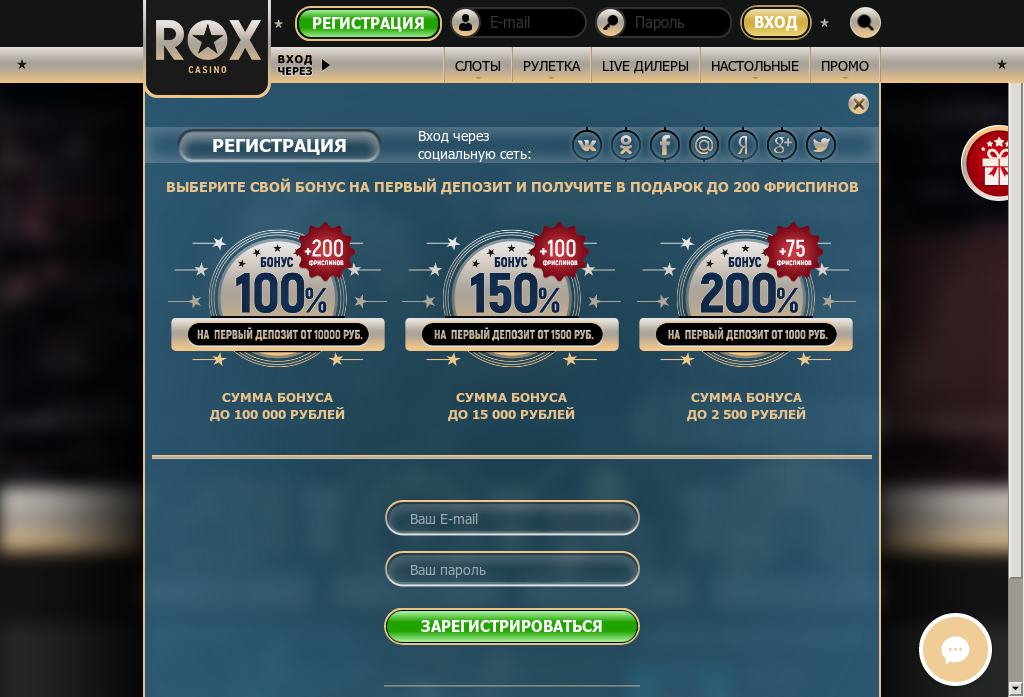 ROX
CASINO
РЕГИСТРАЦИЯ
E-mail
Пароль
ВХОД
ВХОД
ЧЕРЕЗ
СЛОТЫ
РУЛЕТКА
LIVE ДИЛЕРЫ
НАСТОЛЬНЫЕ
ПРОМО
РЕГИСТРАЦИЯ
Вход через
социальную сеть:
ВЫБЕРИТЕ СВОЙ БОНУС НА ПЕРВЫЙ ДЕПОЗИТ И ПОЛУЧИТЕ В ПОДАРОК ДО 200 ФРИСПИНОВ
+200
ФРИСПИНОВ
БОНУС
100%
НА ПЕРВЫЙ ДЕПОЗИТ ОТ 10000 РУБ.
СУММА БОНУСА
ДО 100 000 РУБЛЕЙ
+100
ФРИСПИНОВ
БОНУС
150%
НА ПЕРВЫЙ ДЕПОЗИТ ОТ 1500 РУБ.
СУММА БОНУСА
ДО 15 000 РУБЛЕЙ
+75
ФРИСПИНОВ
БОНУС
200%
НА ПЕРВЫЙ ДЕПОЗИТ ОТ 1000 РУБ.
СУММА БОНУСА
ДО 2 500 РУБЛЕЙ
Ваш E-mail
Ваш пароль
ЗАРЕГИСТРИРОВАТЬСЯ